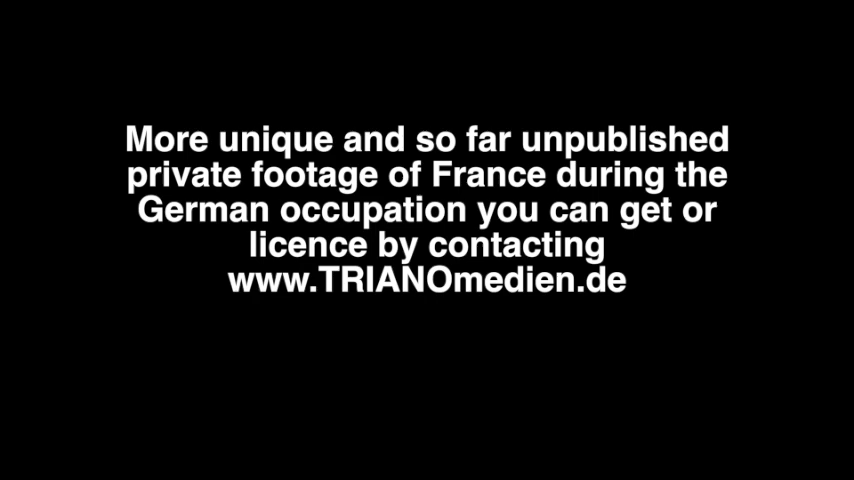 More unique and so far unpublished
private footage of France during the
German occupation you can get or
licence by contacting
www.TRIANOmedien.de